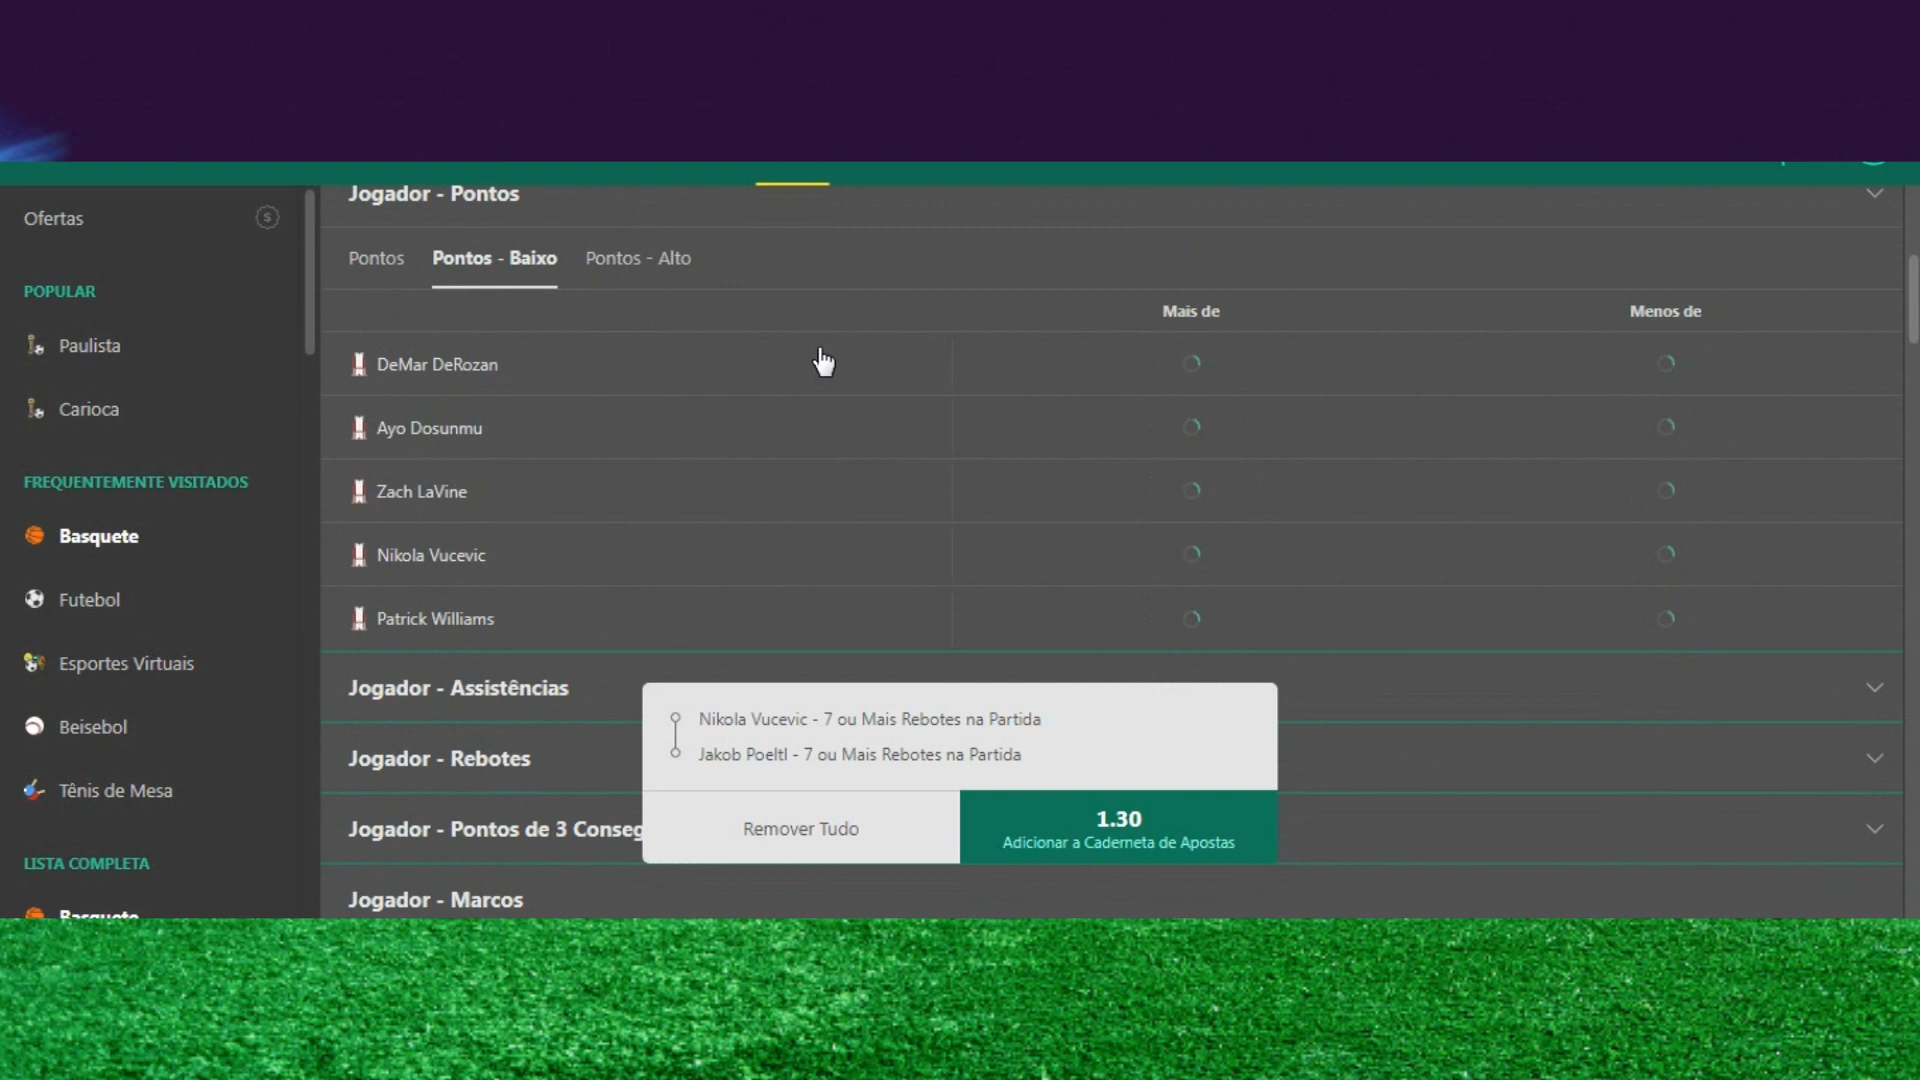 Jogador - Pontos
Ofertas
Pontos
Pontos - Baixo
Pontos - Alto
POPULAR
Mais de
Menos de
Paulista
DeMar DeRozan
Carioca
Ayo Dosunmu
FREQUENTEMENTE VISITADOS
Zach LaVine
Basquete
Nikola Vucevic
Futebol
Patrick Williams
Esportes Virtuais
Jogador - Assistências
Nikola Vucevic - 7 ou Mais Rebotes na Partida
Beisebol
Jakob Poeltl - 7 ou Mais Rebotes na Partida
Jogador - Rebotes
Tênis de Mesa
1.30
Jogador - Pontos de 3 Conseg
Remover Tudo
Adicionar a Caderneta de Apostas
LISTA COMPLETA
Jogador - Marcos
Basquete